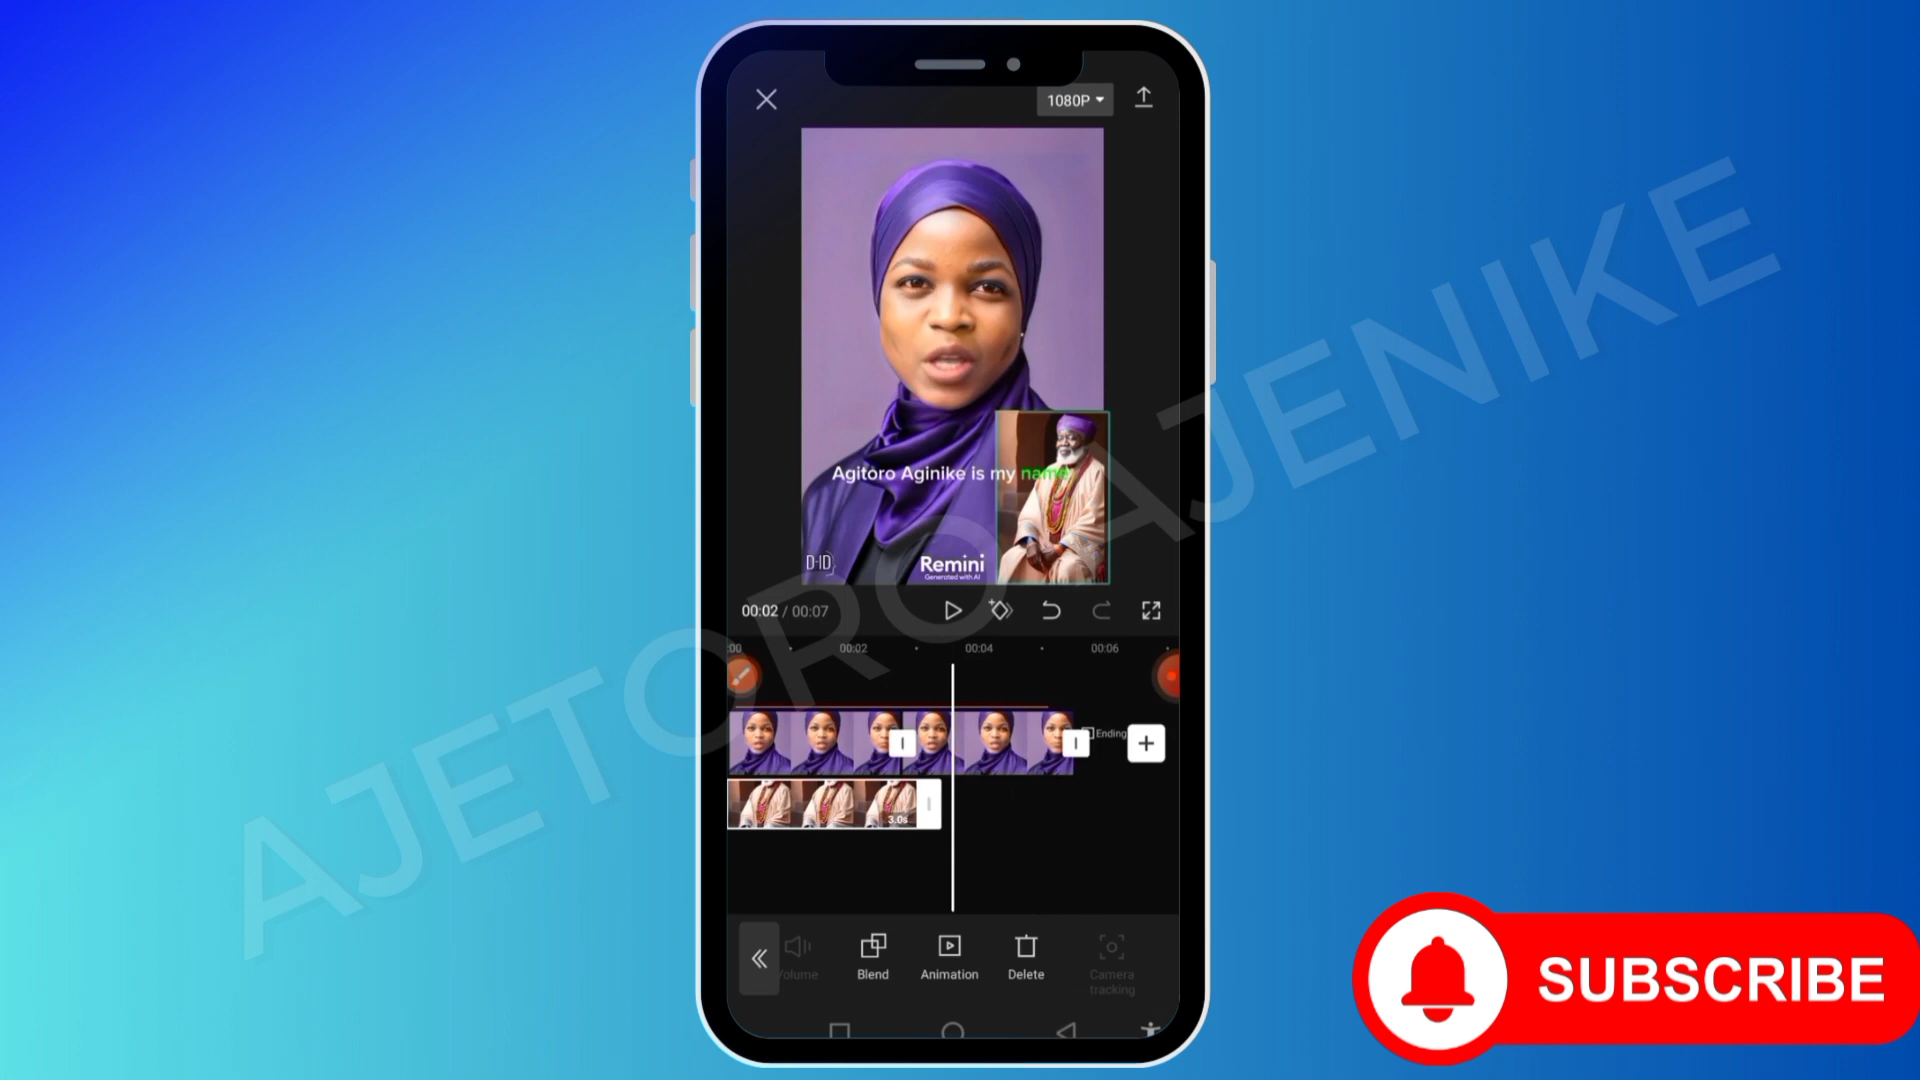 1080P
Agitoro Aginike is my name
D-ID
Remini
Generated with AI
00:02 / 00:07
:00
00:02
00:04
00:06
Ending
3.0s
Volume
Blend
Animation
Delete
Camera
tracking
AJETORO AJENIKE
SUBSCRIBE